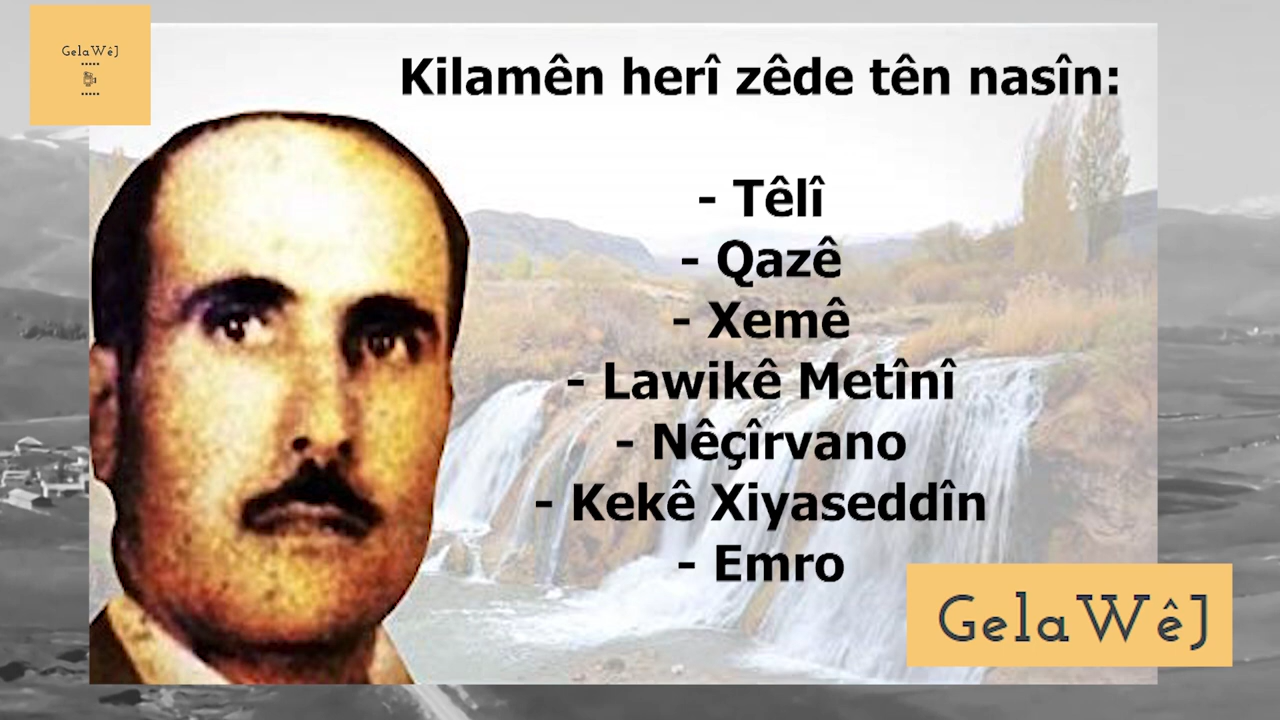 GelaWêJ
Kilamên herî zêde tên nasîn:
- Têlî
- Qazê
- Xemê
- Lawikê Metînî
- Nêçîrvano
- Kekê Xiyaseddîn
- Emro
GelaWêJ